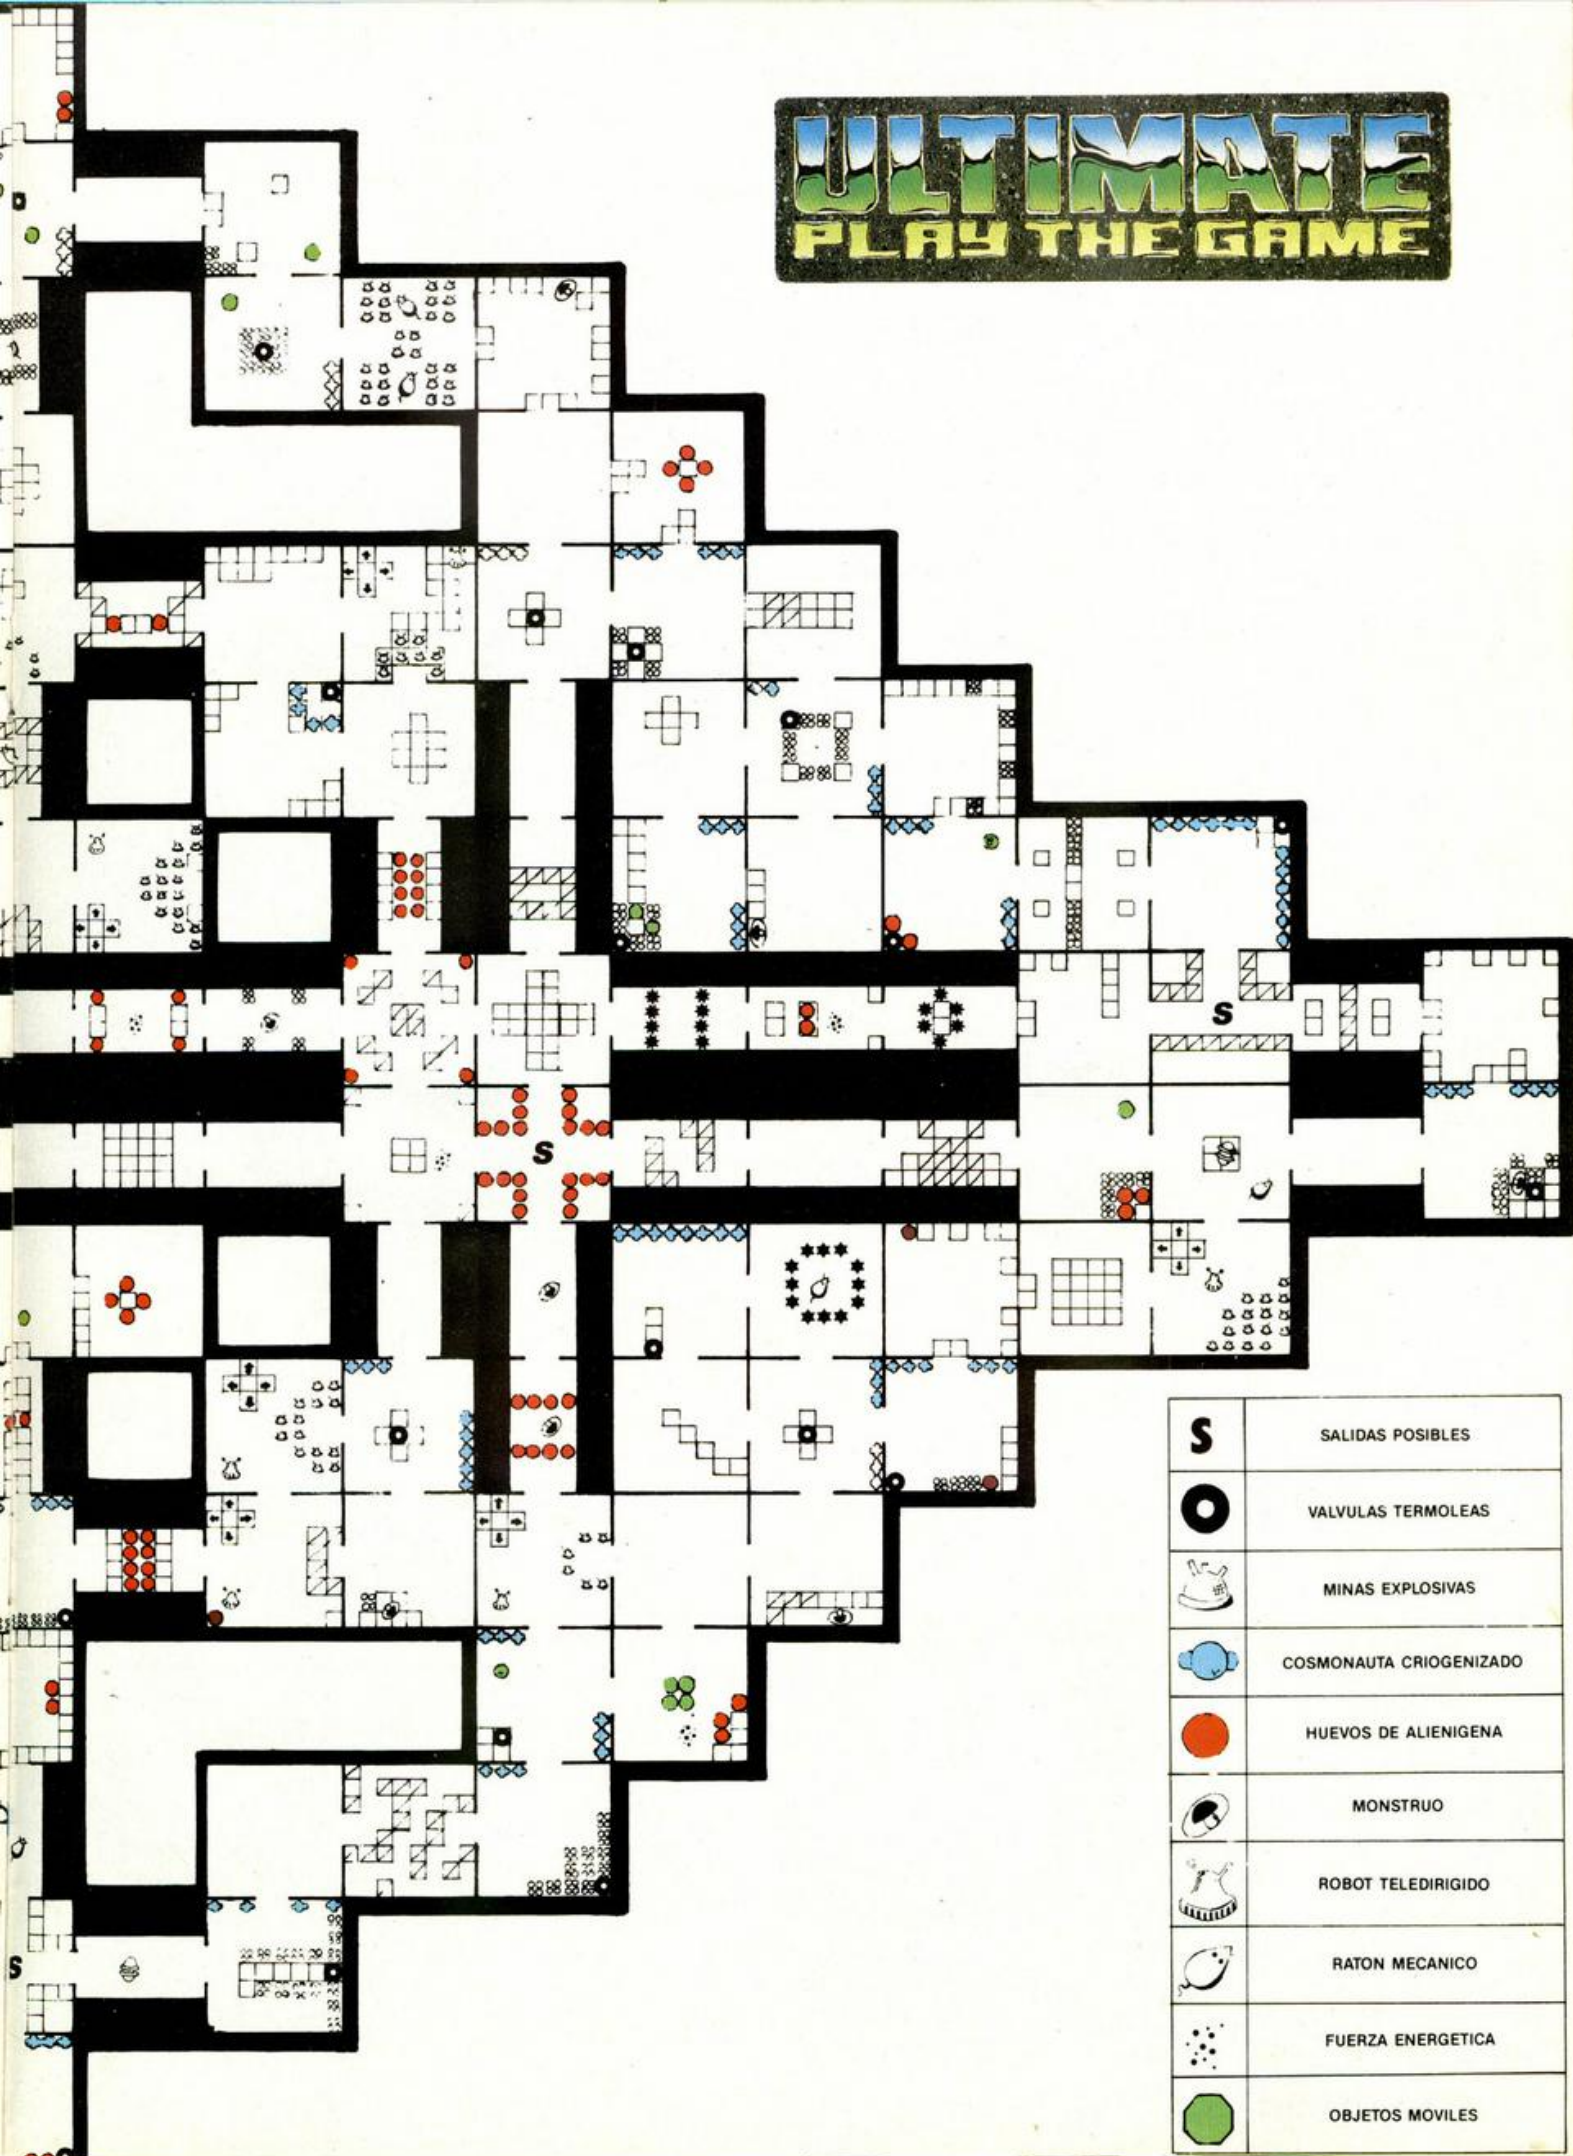 ULTIMATE
PLAY THE GAME
S
S
S
S SALIDAS POSIBLES
VALVULAS TERMOLEAS
MINAS EXPLOSIVAS
COSMONAUTA CRIOGENIZADO
HUEVOS DE ALIENIGENA
MONSTRUO
ROBOT TELEDIRIGIDO
RATON MECANICO
FUERZA ENERGETICA
OBJETOS MOVILES